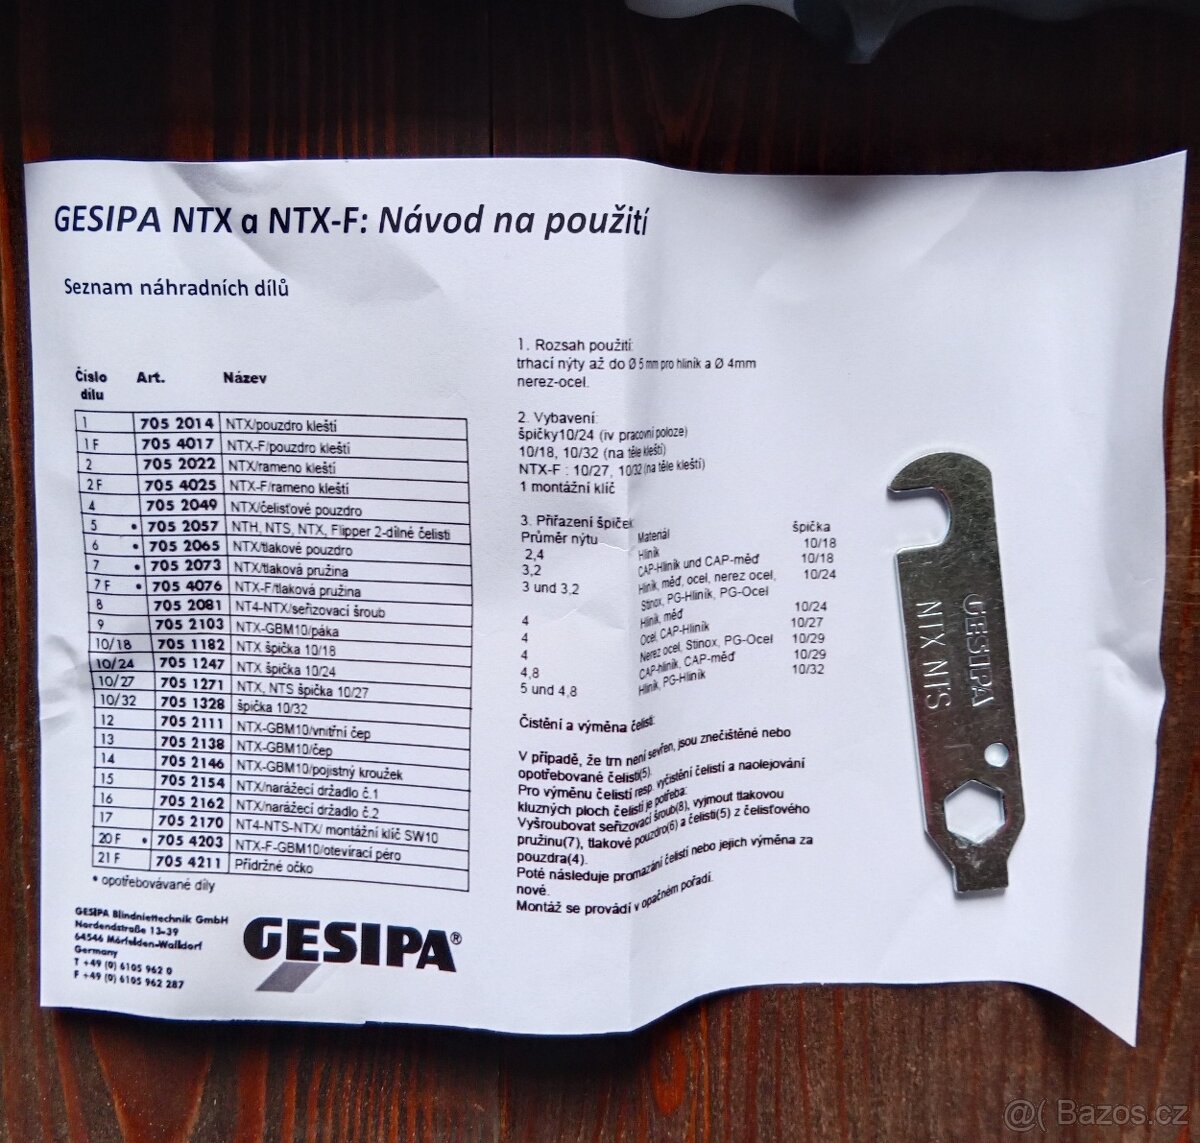 GESIPA NTX a NTX-F: Návod na použití
Seznam náhradních dílů
Číslo dílu Art. Název
1 705 2014 NTX/pouzdro kleští
1 F 705 4017 NTX-F/pouzdro kleští
2 705 2022 NTX/rameno kleští
2 F 705 4025 NTX-F/rameno kleští
4 705 2049 NTX/čelisťové pouzdro
5 • 705 2057 NTH, NTS, NTX, Flipper 2-dílné čelisti
6 • 705 2065 NTX/tlakové pouzdro
7 • 705 2073 NTX/tlaková pružina
7 F • 705 4076 NTX-F/tlaková pružina
8 705 2081 NT4-NTX/seřizovací šroub
9 705 2103 NTX-GBM10/páka
10/18 705 1182 NTX špička 10/18
10/24 705 1247 NTX špička 10/24
10/27 705 1271 NTX, NTS špička 10/27
10/32 705 1328 špička 10/32
12 705 2111 NTX-GBM10/vnitřní čep
13 705 2138 NTX-GBM10/čep
14 705 2146 NTX-GBM10/pojistný kroužek
15 705 2154 NTX/narážecí držadlo č.1
16 705 2162 NTX/narážecí držadlo č.2
17 705 2170 NT4-NTS-NTX/ montážní klíč SW10
20 F • 705 4203 NTX-F-GBM10/otevírací péro
21 F 705 4211 Přídržné očko
* opotřebovávané díly
GESIPA Blindniettechnik GmbH
Nordendstraße 13-39
64546 Mörfelden-Walldorf
Germany
T +49 (0) 6105 962 0
F +49 (0) 6105 962 287
GESIPA®
1. Rozsah použití:
trhací nýty až do Ø 5 mm pro hliník a Ø 4mm
nerez-ocel.
2. Vybavení:
špičky10/24 (iv pracovní poloze)
10/18, 10/32 (na těle kleští)
NTX-F : 10/27, 10/32 (na těle kleští)
1 montážní klíč
3. Přiřazení špiček
Průměr nýtu Materiál špička
2,4 Hliník 10/18
3,2 CAP-Hliník und CAP-měď 10/18
3 und 3,2 Hliník, měď, ocel, nerez ocel, 10/24
Stinox, PG-Hliník, PG-Ocel
4 Hliník, měď 10/24
4 Ocel, CAP-Hliník 10/27
4 Nerez ocel, Stinox, PG-Ocel 10/29
4,8 CAP-hliník, CAP-měď 10/29
5 und 4,8 Hliník, PG-Hliník 10/32
Čistění a výměna čelistí:
V případě, že trn není sevřen, jsou znečištěné nebo
opotřebované čelisti(5).
Pro výměnu čelistí resp. vyčistění čelistí a naolejování
kluzných ploch čelistí je potřeba:
Vyšroubovat seřizovací šroub(8), vyjmout tlakovou
pružinu(7), tlakové pouzdro(6) a čelisti(5) z čelisťového
pouzdra(4).
Poté následuje promazání čelistí nebo jejich výměna za
nové.
Montáž se provádí v opačném pořadí.
GESIPA
NTX NTS
@( Bazos.cz